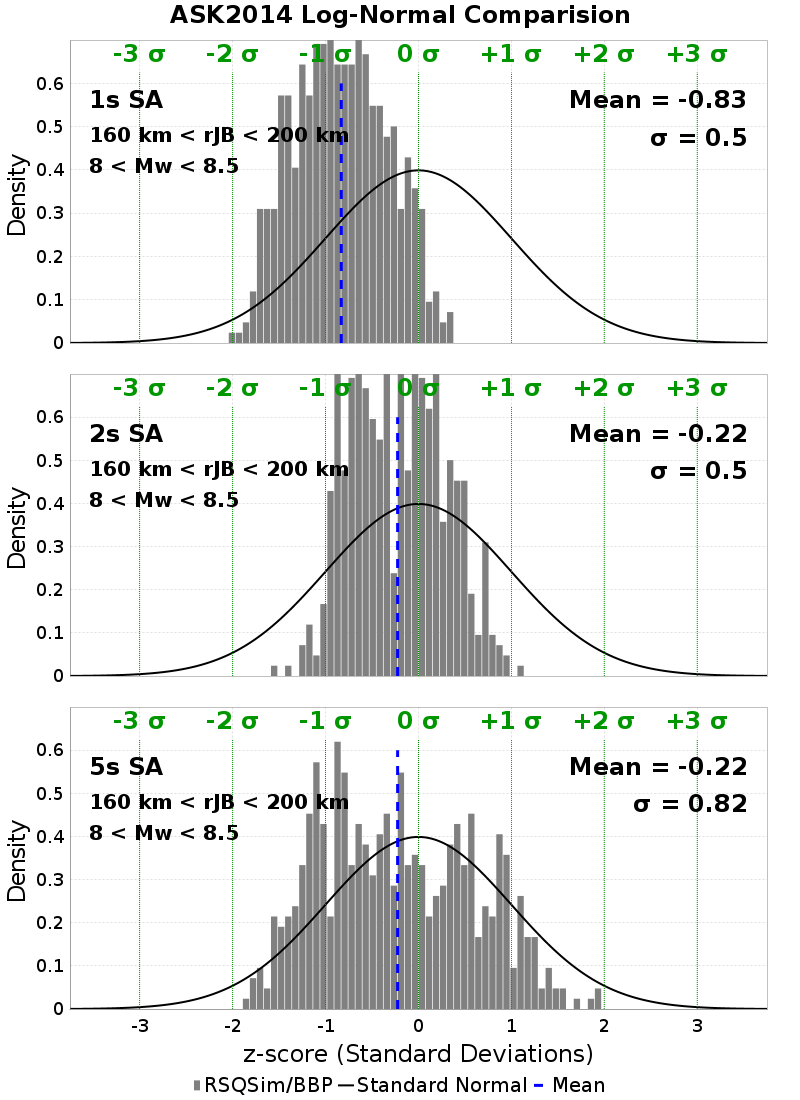 ASK2014 Log-Normal Comparision
-3 σ -2 σ -1 σ 0 σ +1 σ +2 σ +3 σ
1s SA
Mean = -0.83
160 km < rJB < 200 km
σ = 0.5
8 < Mw < 8.5
Density
0.6
0.5
0.4
0.3
0.2
0.1
0
-3 σ -2 σ -1 σ 0 σ +1 σ +2 σ +3 σ
2s SA
Mean = -0.22
160 km < rJB < 200 km
σ = 0.5
8 < Mw < 8.5
Density
0.6
0.5
0.4
0.3
0.2
0.1
0
-3 σ -2 σ -1 σ 0 σ +1 σ +2 σ +3 σ
5s SA
Mean = -0.22
160 km < rJB < 200 km
σ = 0.82
8 < Mw < 8.5
Density
0.6
0.5
0.4
0.3
0.2
0.1
0
-3 -2 -1 0 1 2 3
z-score (Standard Deviations)
RSQSim/BBP Standard Normal Mean